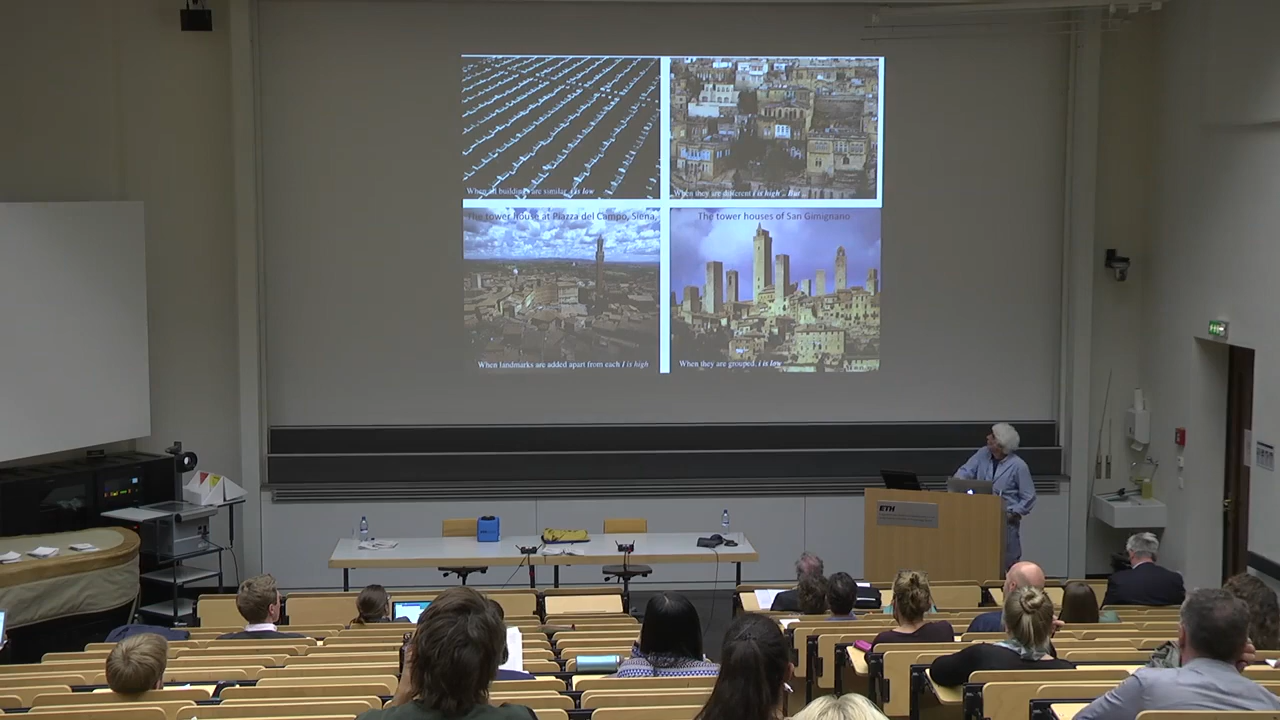 When all buildings are similar, i is low
When they are different i is high . But
The tower house at Piazza del Campo, Siena,
The tower houses of San Gimignano
When landmarks are added apart from each I is high
When they are grouped. i is low
ETH